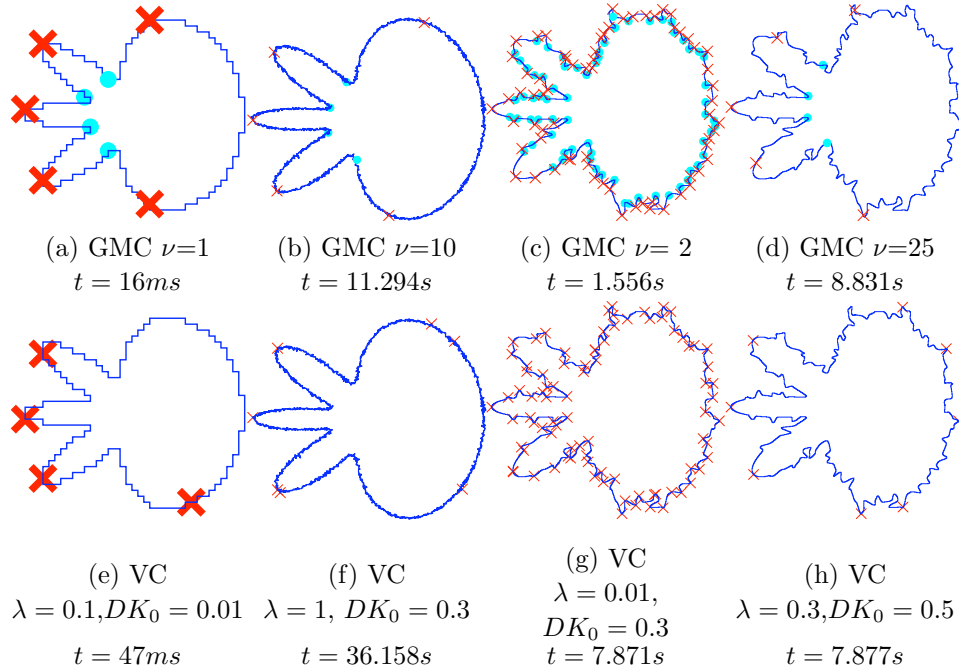 (a) GMC ν=1
t = 16ms
(b) GMC ν=10
t = 11.294s
(c) GMC ν= 2
t = 1.556s
(d) GMC ν=25
t = 8.831s
(e) VC
λ = 0.1,DK₀ = 0.01
t = 47ms
(f) VC
λ = 1, DK₀ = 0.3
t = 36.158s
(g) VC
λ = 0.01,
DK₀ = 0.3
t = 7.871s
(h) VC
λ = 0.3,DK₀ = 0.5
t = 7.877s